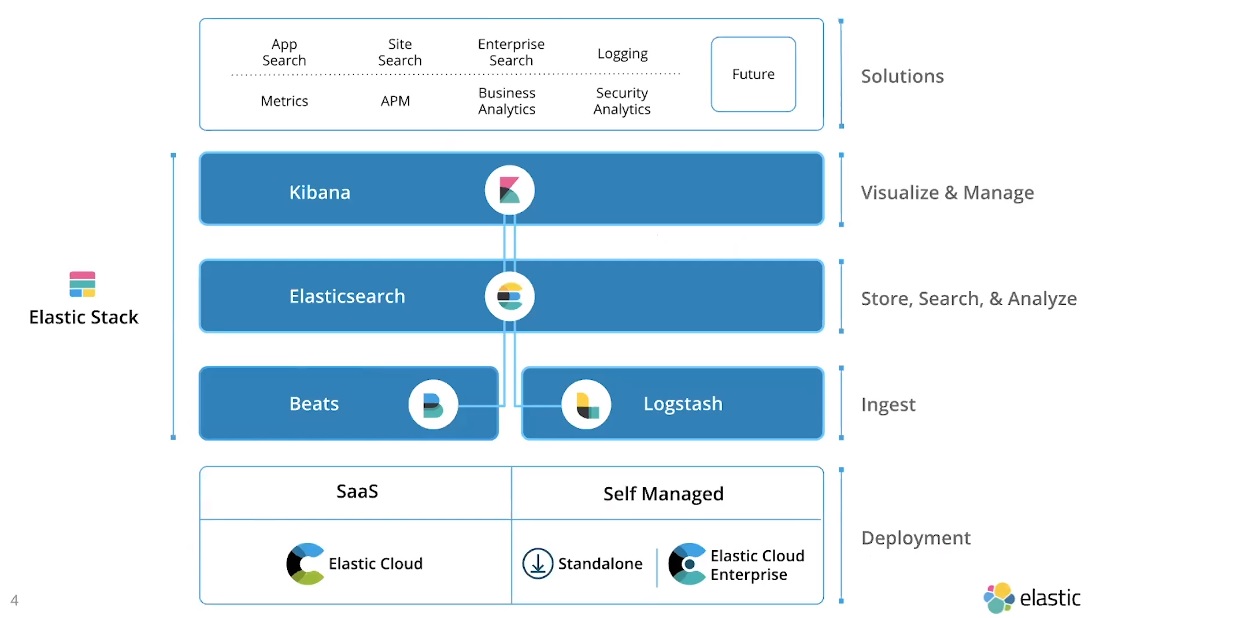 App
Search
Site
Search
Enterprise
Search
Logging
Metrics
APM
Business
Analytics
Security
Analytics
Future
Solutions
Kibana
Visualize & Manage
Elastic Stack
Elasticsearch
Store, Search, & Analyze
Beats
Logstash
Ingest
SaaS
Self Managed
Elastic Cloud
Standalone
Elastic Cloud
Enterprise
Deployment
4
elastic